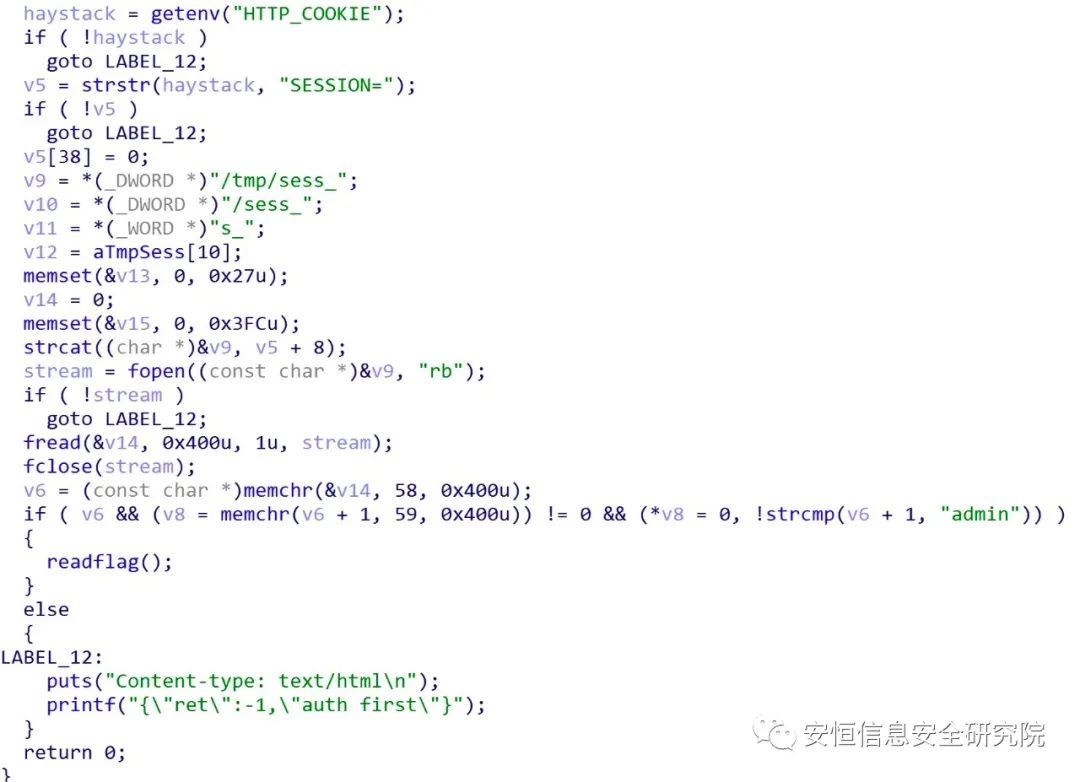 haystack = getenv("HTTP_COOKIE");
if ( !haystack )
goto LABEL_12;
v5 = strstr(haystack, "SESSION=");
if ( !v5 )
goto LABEL_12;
v5[38] = 0;
v9 = *(_DWORD *)"/tmp/sess_";
v10 = *(_DWORD *)"/sess_";
v11 = *(_WORD *)"s_";
v12 = aTmpSess[10];
memset(&v13, 0, 0x27u);
v14 = 0;
memset(&v15, 0, 0x3FCu);
strcat((char *)&v9, v5 + 8);
stream = fopen((const char *)&v9, "rb");
if ( !stream )
goto LABEL_12;
fread(&v14, 0x400u, 1u, stream);
fclose(stream);
v6 = (const char *)memchr(&v14, 58, 0x400u);
if ( v6 && (v8 = memchr(v6 + 1, 59, 0x400u)) != 0 && (*v8 = 0, !strcmp(v6 + 1, "admin")) )
{
readflag();
}
else
{
LABEL_12:
puts("Content-type: text/html\n");
printf("{\"ret\":-1,\"auth first\"}");
}
return 0;
}
安恒信息安全研究院